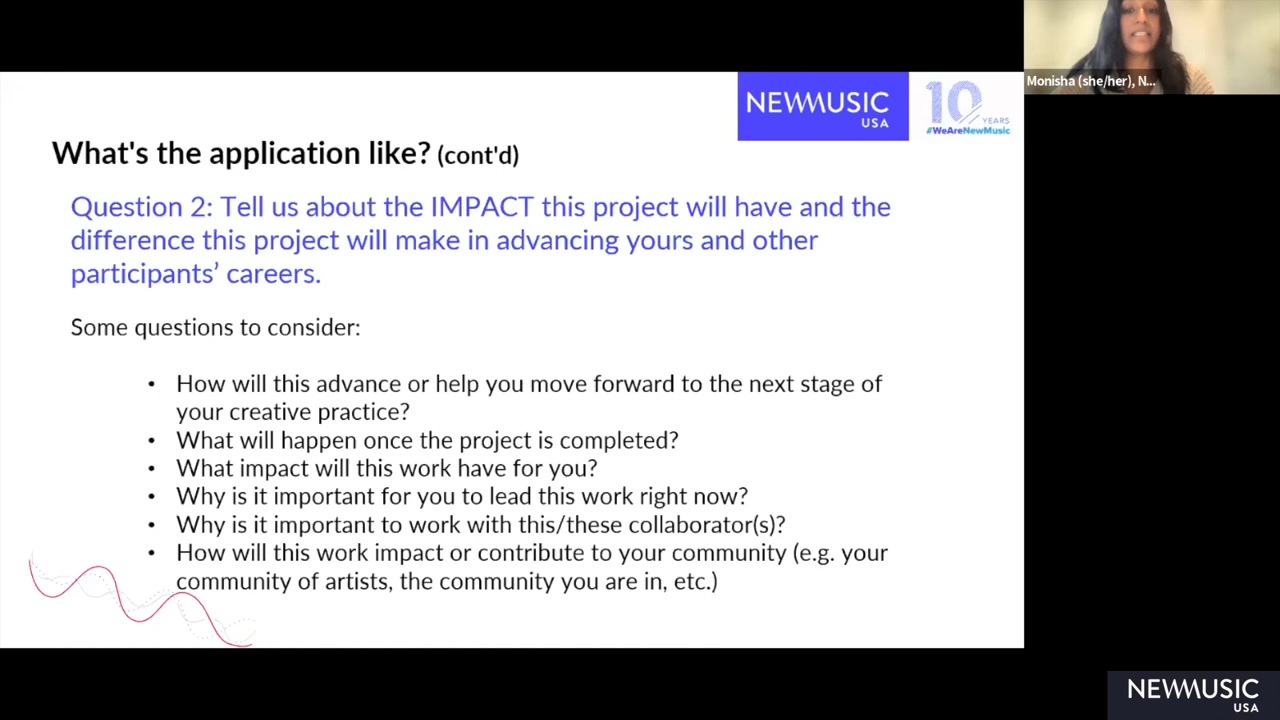 NEWMUSIC
USA
10
YEARS
#WeAreNewMusic
Monisha (she/her), N...
What's the application like? (cont'd)
Question 2: Tell us about the IMPACT this project will have and the
difference this project will make in advancing yours and other
participants’ careers.
Some questions to consider:
• How will this advance or help you move forward to the next stage of
your creative practice?
• What will happen once the project is completed?
• What impact will this work have for you?
• Why is it important for you to lead this work right now?
• Why is it important to work with this/these collaborator(s)?
• How will this work impact or contribute to your community (e.g. your
community of artists, the community you are in, etc.)
NEWMUSIC
USA